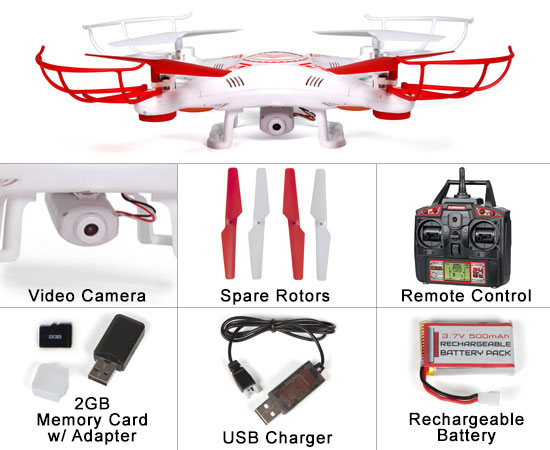 Video Camera
Spare Rotors
Remote Control
2GB
2GB
Memory Card
w/ Adapter
USB Charger
3.7V 500mAh
RECHARGEABLE
BATTERY PACK
Rechargeable
Battery